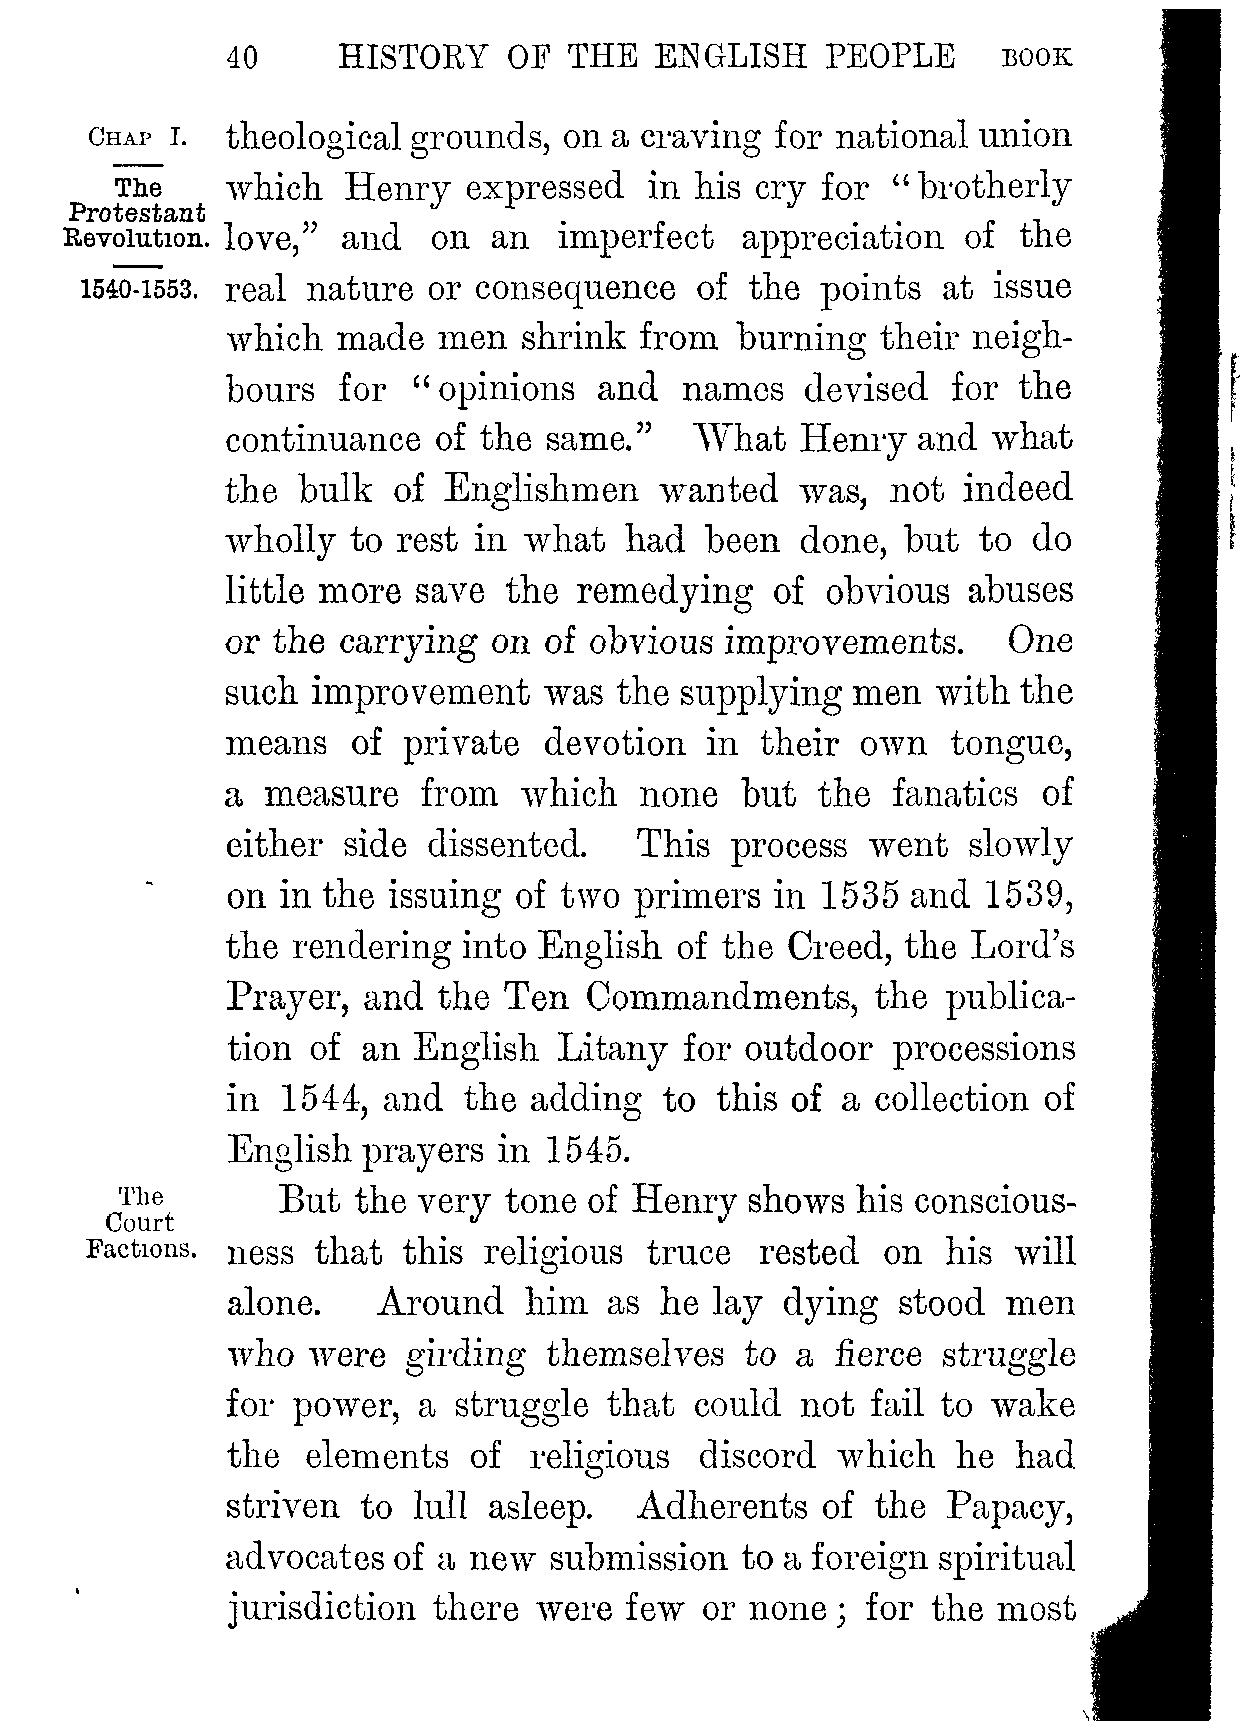 40 HISTORY OF THE ENGLISH PEOPLE BOOK
CHAP I.
The
Protestant
Revolution.
1540-1553.
theological grounds, on a craving for national union
which Henry expressed in his cry for “brotherly
love,” and on an imperfect appreciation of the
real nature or consequence of the points at issue
which made men shrink from burning their neigh-
bours for “opinions and names devised for the
continuance of the same.” What Henry and what
the bulk of Englishmen wanted was, not indeed
wholly to rest in what had been done, but to do
little more save the remedying of obvious abuses
or the carrying on of obvious improvements. One
such improvement was the supplying men with the
means of private devotion in their own tongue,
a measure from which none but the fanatics of
either side dissented. This process went slowly
on in the issuing of two primers in 1535 and 1539,
the rendering into English of the Creed, the Lord’s
Prayer, and the Ten Commandments, the publica-
tion of an English Litany for outdoor processions
in 1544, and the adding to this of a collection of
English prayers in 1545.
The
Court
Factions.
But the very tone of Henry shows his conscious-
ness that this religious truce rested on his will
alone. Around him as he lay dying stood men
who were girding themselves to a fierce struggle
for power, a struggle that could not fail to wake
the elements of religious discord which he had
striven to lull asleep. Adherents of the Papacy,
advocates of a new submission to a foreign spiritual
jurisdiction there were few or none; for the most